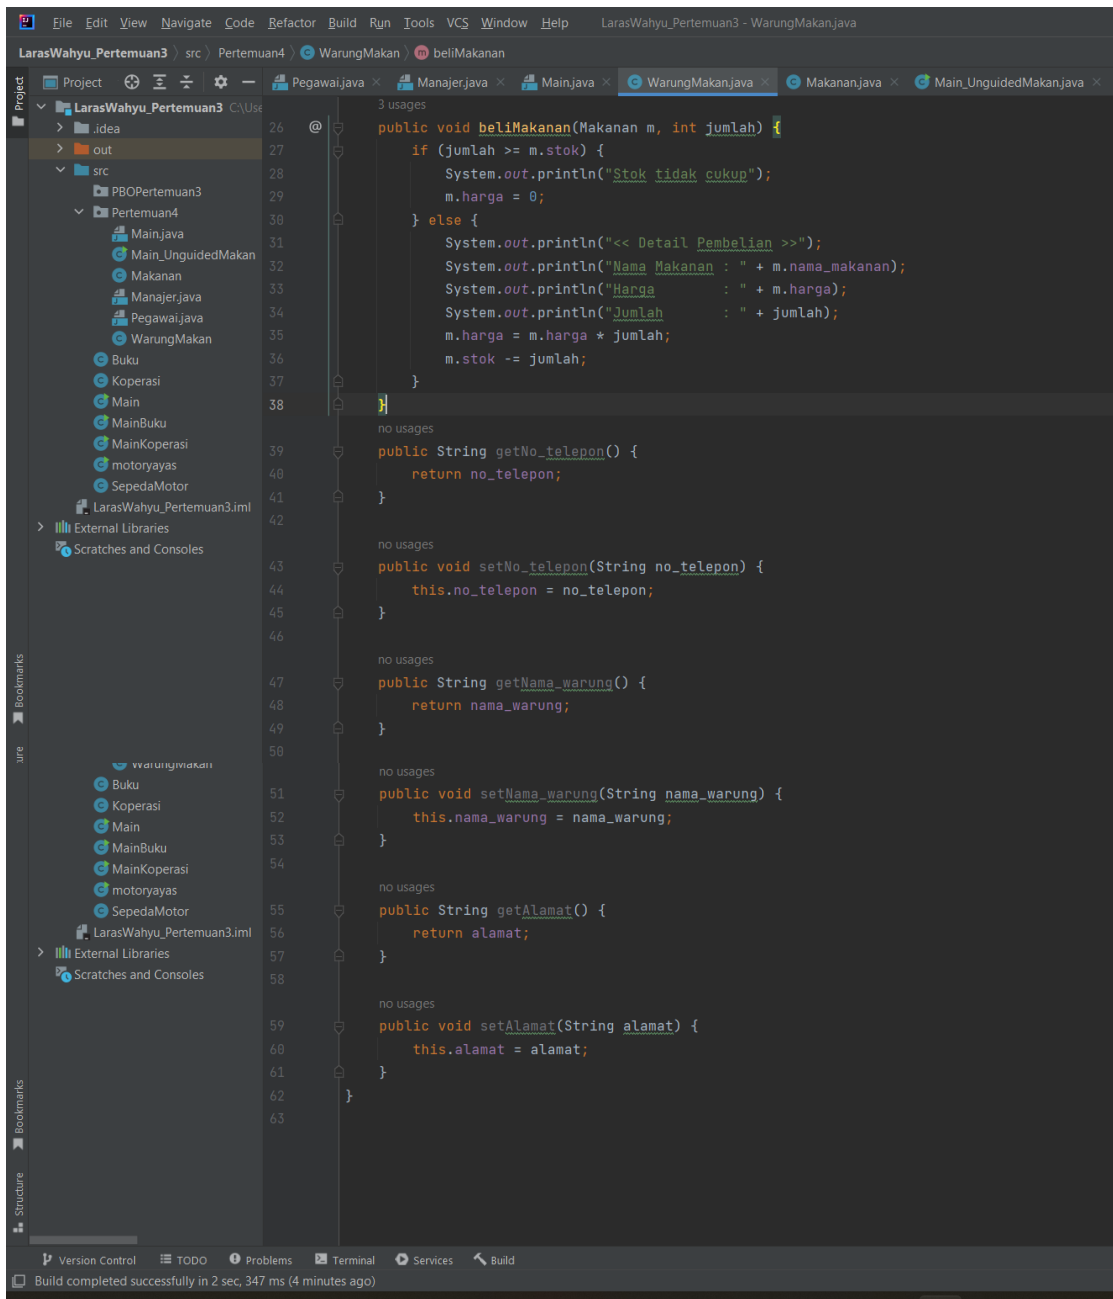 File Edit View Navigate Code Refactor Build Run Tools VCS Window Help LarasWahyu_Pertemuan3 - WarungMakan.java
LarasWahyu_Pertemuan3 src Pertemuan4 WarungMakan beliMakanan
Project Pegawai.java Manajer.java Main.java WarungMakan.java Makanan.java Main_UnguidedMakan.java
Project
LarasWahyu_Pertemuan3 C:\Use
.idea
out
src
PBOPertemuan3
Pertemuan4
Main.java
Main_UnguidedMakan
Makanan
Manajer.java
Pegawai.java
WarungMakan
Buku
Koperasi
Main
MainBuku
MainKoperasi
motoryayas
SepedaMotor
LarasWahyu_Pertemuan3.iml
External Libraries
Scratches and Consoles
Bookmarks
ure
WarungMakan
Buku
Koperasi
Main
MainBuku
MainKoperasi
motoryayas
SepedaMotor
LarasWahyu_Pertemuan3.iml
External Libraries
Scratches and Consoles
Bookmarks
Structure
3 usages
26 @ public void beliMakanan(Makanan m, int jumlah) {
27 if (jumlah >= m.stok) {
28 System.out.println("Stok tidak cukup");
29 m.harga = 0;
30 } else {
31 System.out.println("<< Detail Pembelian >>");
32 System.out.println("Nama Makanan : " + m.nama_makanan);
33 System.out.println("Harga        : " + m.harga);
34 System.out.println("Jumlah       : " + jumlah);
35 m.harga = m.harga * jumlah;
36 m.stok -= jumlah;
37 }
38 }
no usages
39 public String getNo_telepon() {
40 return no_telepon;
41 }
42
no usages
43 public void setNo_telepon(String no_telepon) {
44 this.no_telepon = no_telepon;
45 }
46
no usages
47 public String getNama_warung() {
48 return nama_warung;
49 }
50
no usages
51 public void setNama_warung(String nama_warung) {
52 this.nama_warung = nama_warung;
53 }
54
no usages
55 public String getAlamat() {
56 return alamat;
57 }
58
no usages
59 public void setAlamat(String alamat) {
60 this.alamat = alamat;
61 }
62 }
63
Version Control TODO Problems Terminal Services Build
Build completed successfully in 2 sec, 347 ms (4 minutes ago)